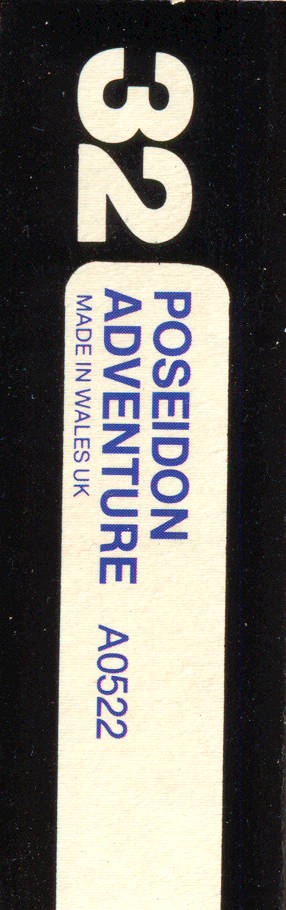 32
POSEIDON
ADVENTURE A0522
MADE IN WALES UK